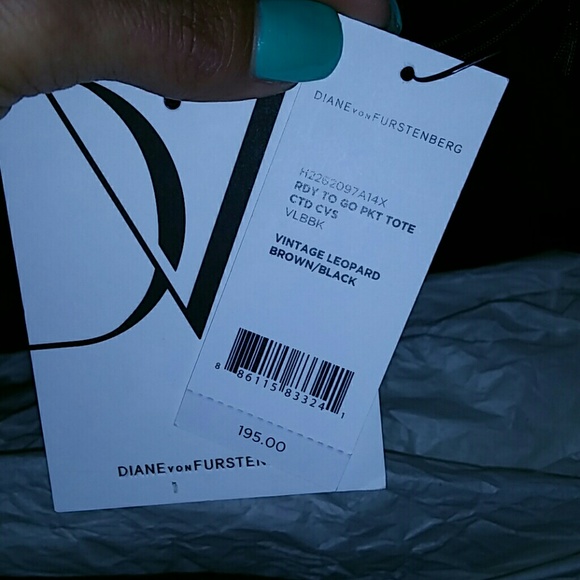 DIANE VON FURSTENBERG
H2262097A14X
RDY TO GO PKT TOTE
CTD CVS
VLBBK
VINTAGE LEOPARD
BROWN/BLACK
8 86115 83324 1
195.00
DV
DIANE VON FURSTEN